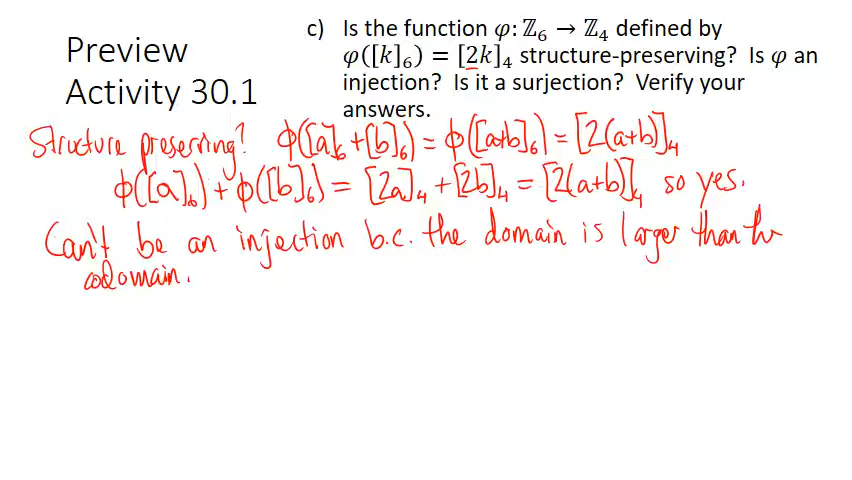 Preview
Activity 30.1
c) Is the function φ: ℤ₆ → ℤ₄ defined by
φ([k]₆) = [2k]₄ structure-preserving? Is φ an
injection? Is it a surjection? Verify your
answers.
Structure preserving? ϕ([a]₆+[b]₆) = ϕ([a+b]₆) = [2(a+b)]₄
ϕ([a]₆) + ϕ([b]₆) = [2a]₄ + [2b]₄ = [2(a+b)]₄ so yes.
Can't be an injection b.c. the domain is larger than the
codomain.